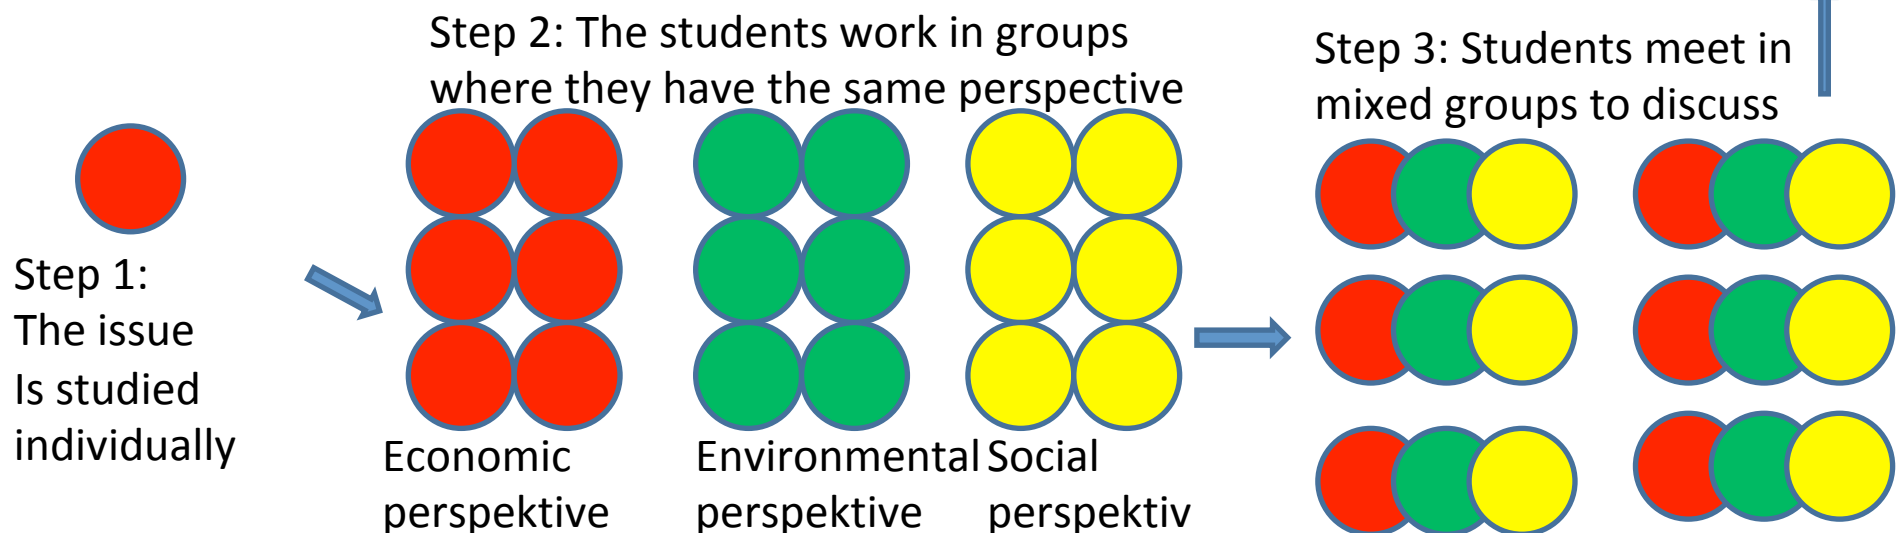 Step 1:
The issue
Is studied
individually
Step 2: The students work in groups
where they have the same perspective
Economic
perspektive
Environmental
perspektive
Social
perspektiv
Step 3: Students meet in
mixed groups to discuss